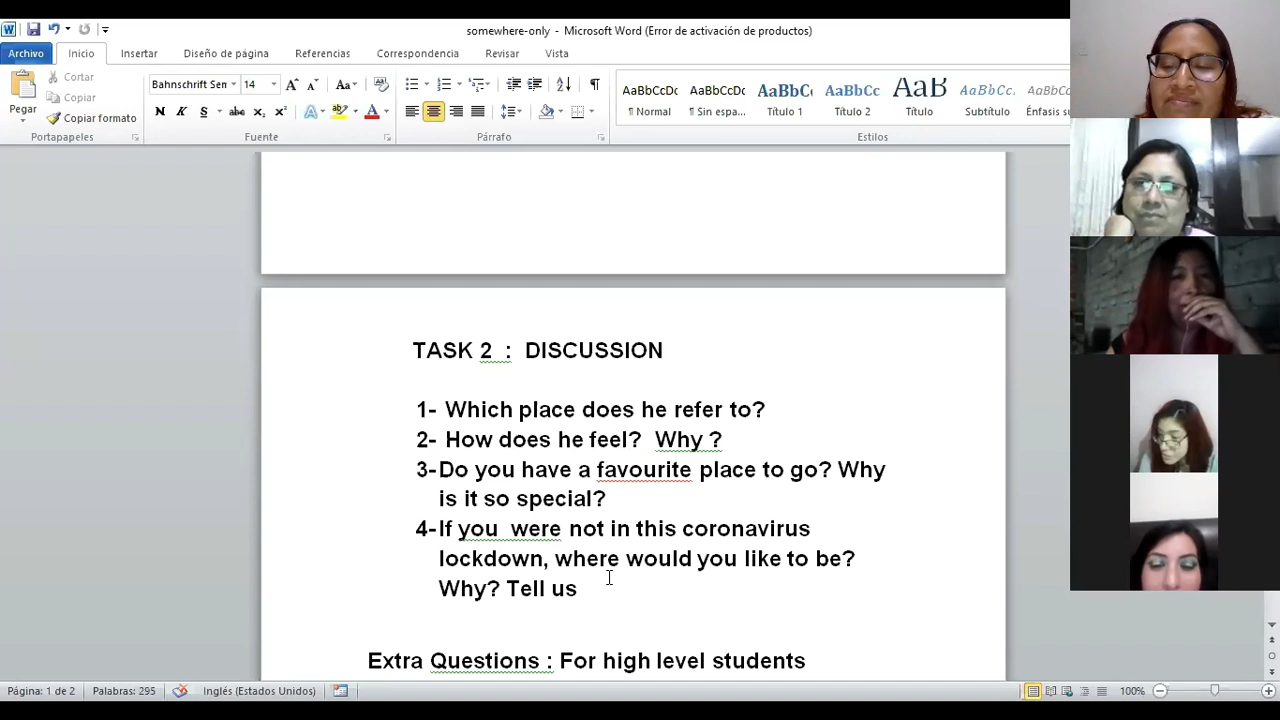 somewhere-only - Microsoft Word (Error de activación de productos)
Archivo Inicio Insertar Diseño de página Referencias Correspondencia Revisar Vista
Pegar
Cortar
Copiar
Copiar formato
Portapapeles
Bahnschrift Sen 14
Fuente
Párrafo
AaBbCcDc AaBbCcDc AaBbC AaBbCc AaB AaBbCc. AaBbCc
¶ Normal ¶ Sin espa... Título 1 Título 2 Título Subtítulo Énfasis
Estilos
TASK 2 : DISCUSSION
1- Which place does he refer to?
2- How does he feel? Why ?
3-Do you have a favourite place to go? Why
is it so special?
4-If you were not in this coronavirus
lockdown, where would you like to be?
Why? Tell us
Extra Questions : For high level students
Página: 1 de 2 Palabras: 295 Inglés (Estados Unidos) 100%